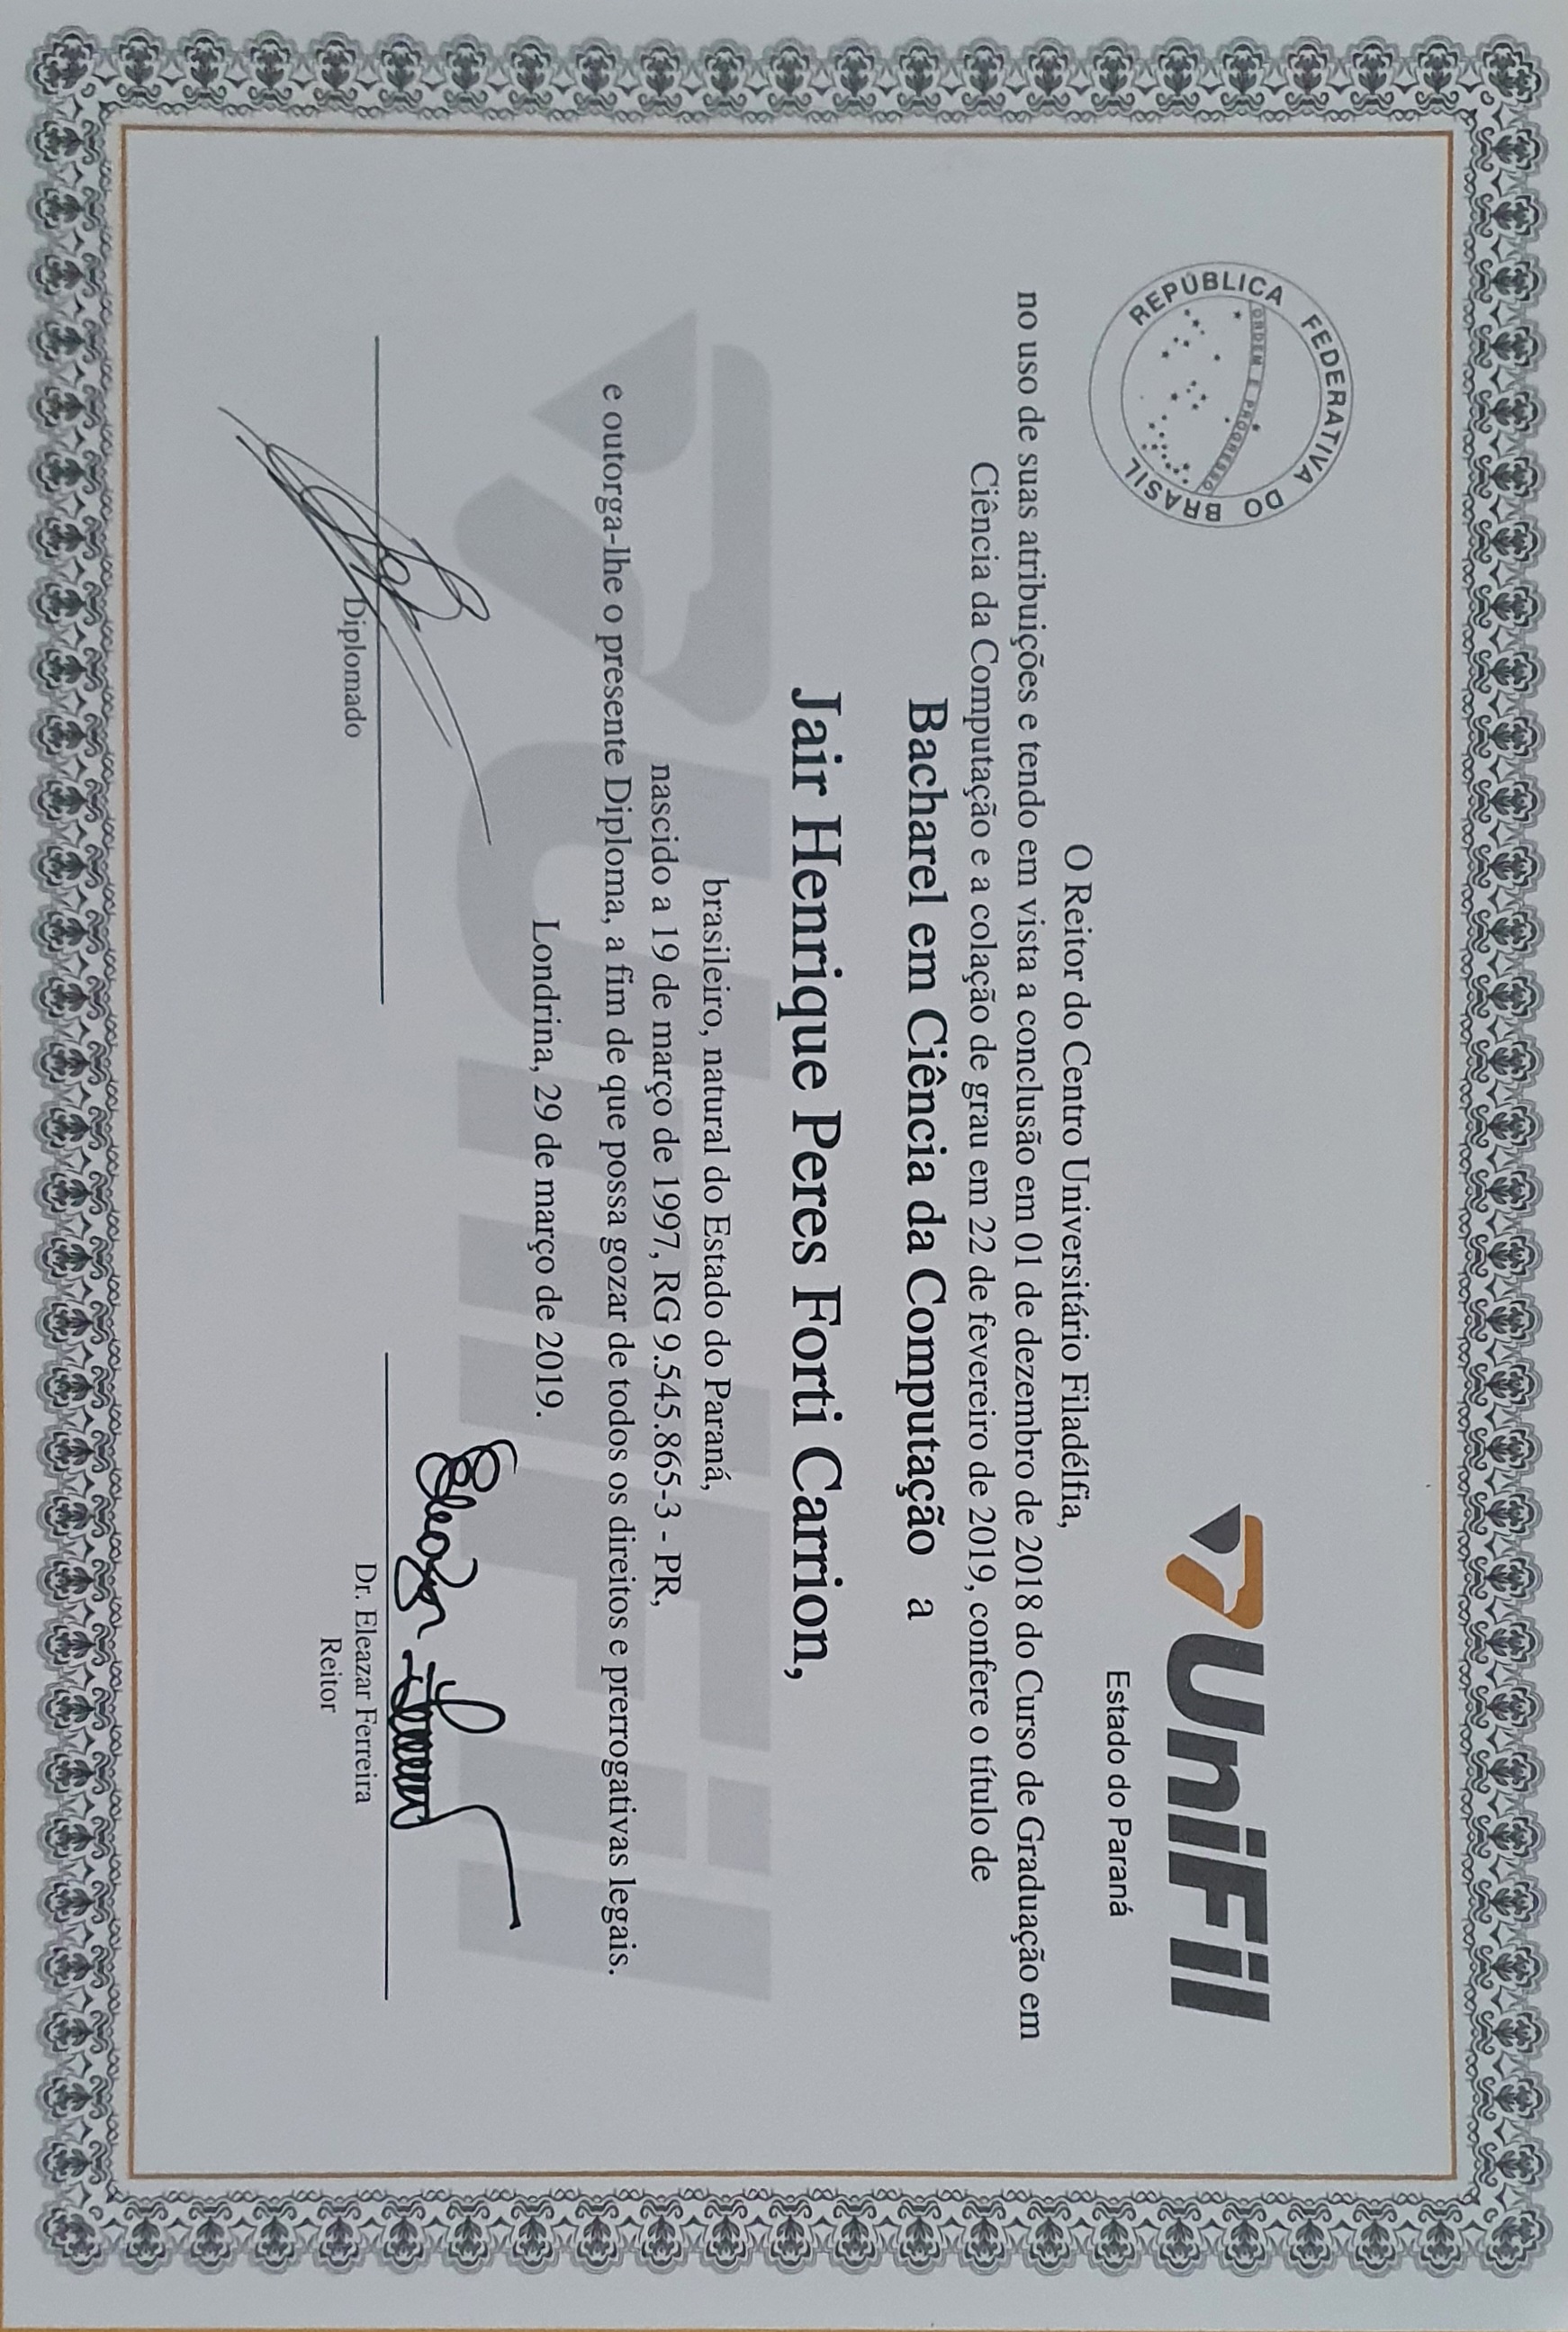 REPÚBLICA FEDERATIVA DO BRASIL
ORDEM E PROGRESSO
UniFil
Estado do Paraná
O Reitor do Centro Universitário Filadélfia,
no uso de suas atribuições e tendo em vista a conclusão em 01 de dezembro de 2018 do Curso de Graduação em
Ciência da Computação e a colação de grau em 22 de fevereiro de 2019, confere o título de
Bacharel em Ciência da Computação a
Jair Henrique Peres Forti Carrion,
brasileiro, natural do Estado do Paraná,
nascido a 19 de março de 1997, RG 9.545.865-3 - PR,
e outorga-lhe o presente Diploma, a fim de que possa gozar de todos os direitos e prerrogativas legais.
Londrina, 29 de março de 2019.
UniFil
Diplomado
Dr. Eleazar Ferreira
Reitor